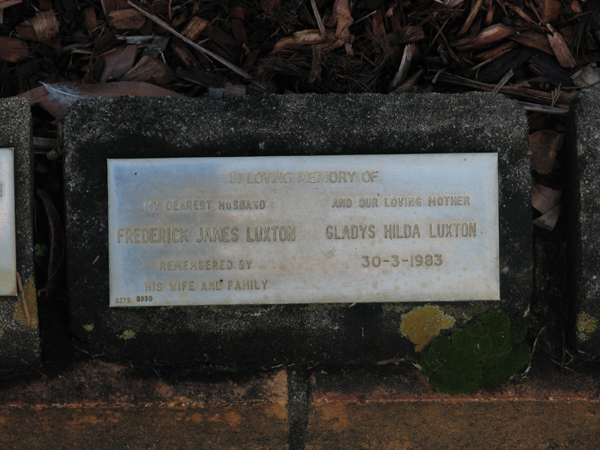 IN LOVING MEMORY OF
MY DEAREST HUSBAND
FREDERICK JAMES LUXTON
REMEMBERED BY
HIS WIFE AND FAMILY
AND OUR LOVING MOTHER
GLADYS HILDA LUXTON
30-3-1983